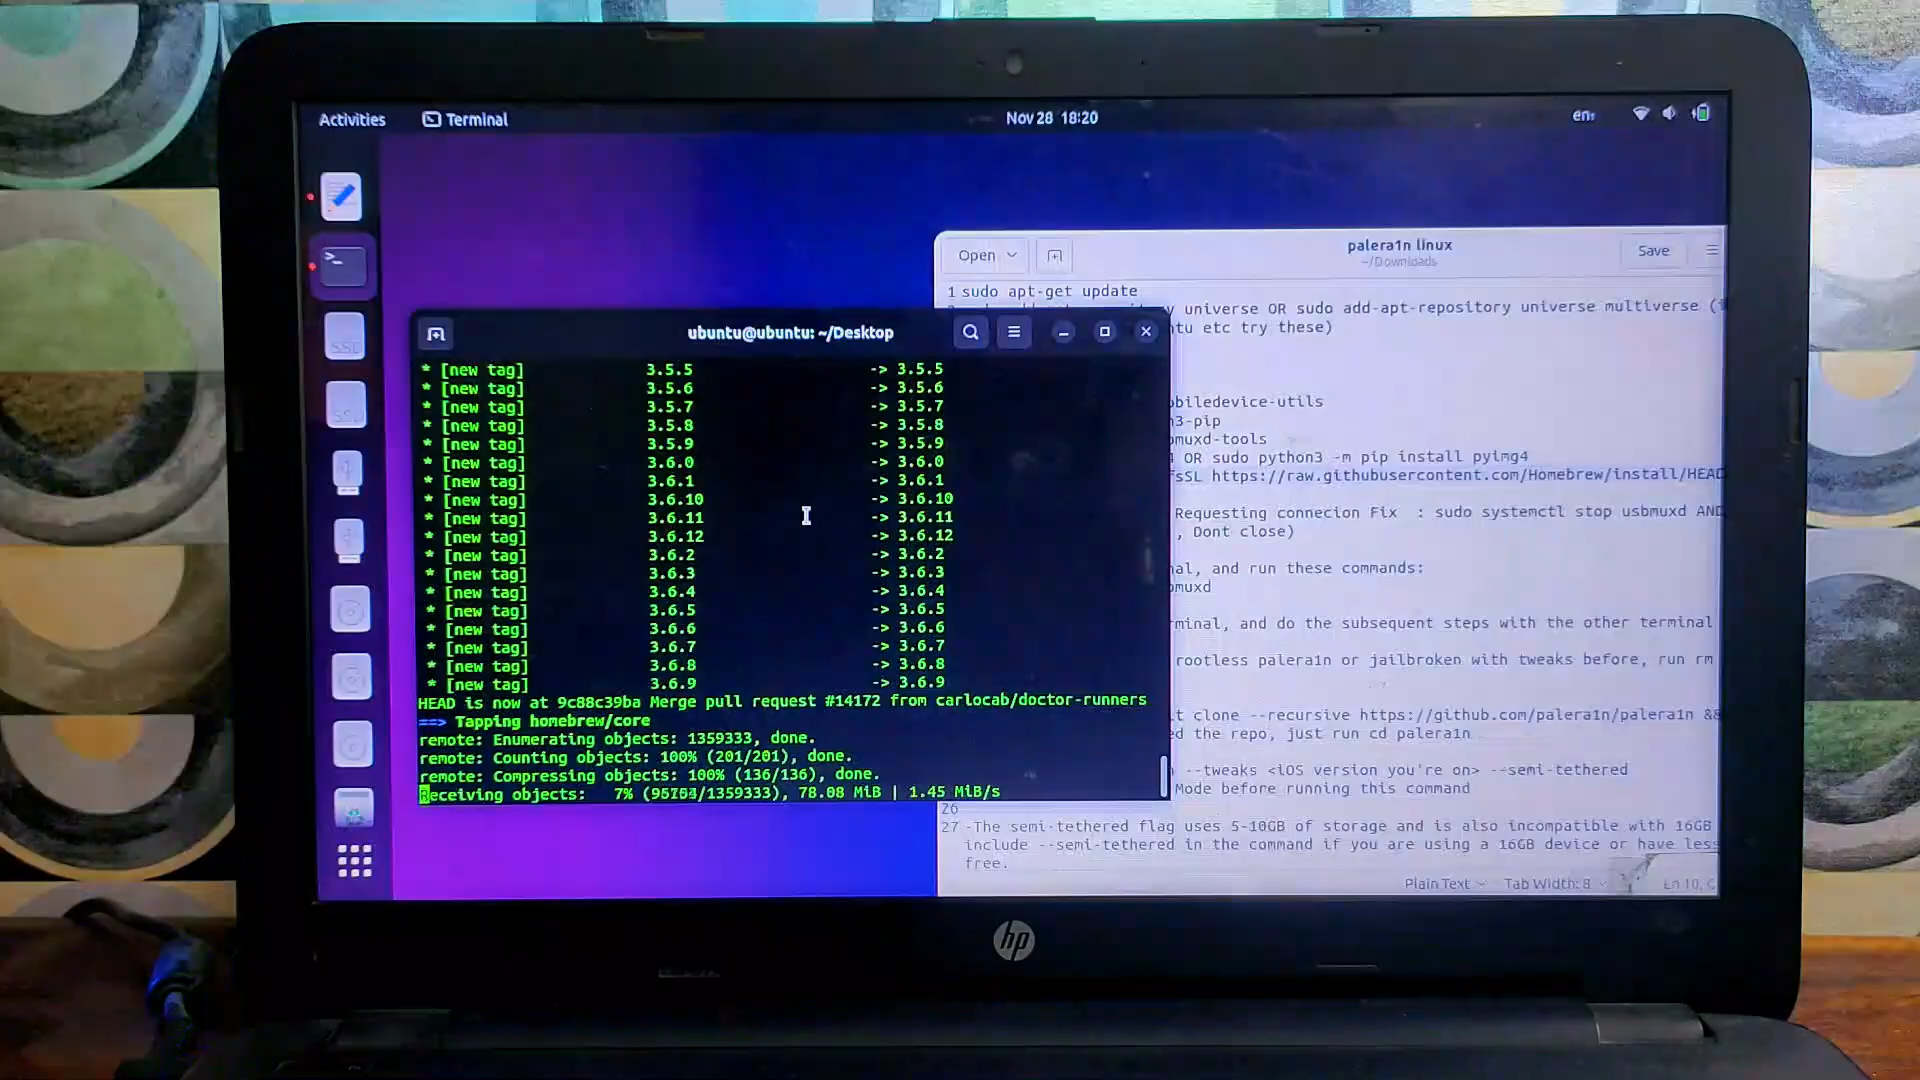 Activities
Terminal
Nov 28 18:20
en
Open
palera1n linux
~/Downloads
Save
1 sudo apt-get update
y universe OR sudo add-apt-repository universe multiverse
tu etc try these)
biledevice-utils
3-pip
muxd-tools
OR sudo python3 -m pip install pyimg4
fsSL https://raw.githubusercontent.com/Homebrew/install/HEAD
Requesting connecion Fix : sudo systemctl stop usbmuxd AND
, Dont close)
nal, and run these commands:
muxd
rminal, and do the subsequent steps with the other terminal
rootless palera1n or jailbroken with tweaks before, run rm
t clone --recursive https://github.com/palera1n/palera1n &&
d the repo, just run cd palera1n
--tweaks <iOS version you're on> --semi-tethered
Mode before running this command
26
27 -The semi-tethered flag uses 5-10GB of storage and is also incompatible with 16GB
include --semi-tethered in the command if you are using a 16GB device or have less
free.
Plain Text
Tab Width: 8
Ln 10, C
ubuntu@ubuntu: ~/Desktop
* [new tag] 3.5.5 -> 3.5.5
* [new tag] 3.5.6 -> 3.5.6
* [new tag] 3.5.7 -> 3.5.7
* [new tag] 3.5.8 -> 3.5.8
* [new tag] 3.5.9 -> 3.5.9
* [new tag] 3.6.0 -> 3.6.0
* [new tag] 3.6.1 -> 3.6.1
* [new tag] 3.6.10 -> 3.6.10
* [new tag] 3.6.11 -> 3.6.11
* [new tag] 3.6.12 -> 3.6.12
* [new tag] 3.6.2 -> 3.6.2
* [new tag] 3.6.3 -> 3.6.3
* [new tag] 3.6.4 -> 3.6.4
* [new tag] 3.6.5 -> 3.6.5
* [new tag] 3.6.6 -> 3.6.6
* [new tag] 3.6.7 -> 3.6.7
* [new tag] 3.6.8 -> 3.6.8
* [new tag] 3.6.9 -> 3.6.9
HEAD is now at 9c88c39ba Merge pull request #14172 from carlocab/doctor-runners
==> Tapping homebrew/core
remote: Enumerating objects: 1359333, done.
remote: Counting objects: 100% (201/201), done.
remote: Compressing objects: 100% (136/136), done.
Receiving objects: 7% ( /1359333), 78.08 MiB | 1.45 MiB/s
SSD
SSD
hp